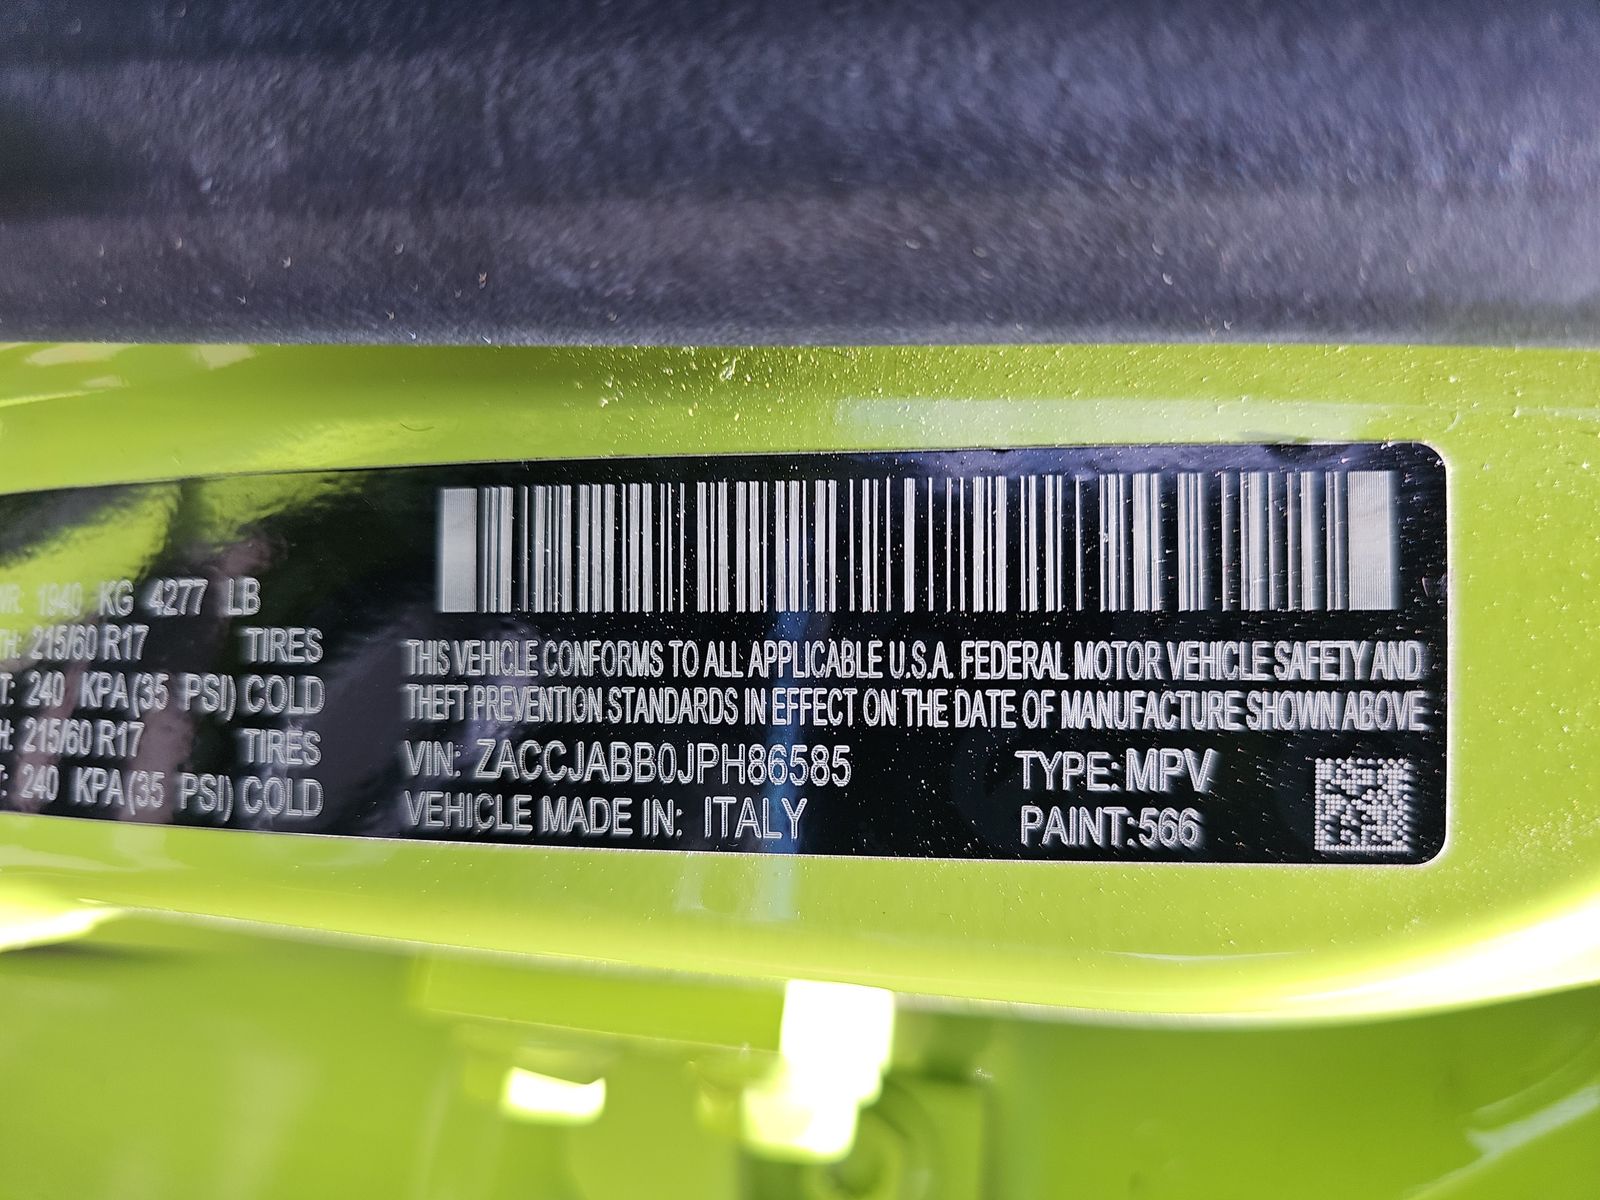 1940 KG 4277 LB
215/60 R17 TIRES
240 KPA(35 PSI) COLD
215/60 R17 TIRES
240 KPA(35 PSI) COLD
THIS VEHICLE CONFORMS TO ALL APPLICABLE U.S.A. FEDERAL MOTOR VEHICLE SAFETY AND
THEFT PREVENTION STANDARDS IN EFFECT ON THE DATE OF MANUFACTURE SHOWN ABOVE
VIN: ZACCJABB0JPH86585 TYPE: MPV
VEHICLE MADE IN: ITALY PAINT:566